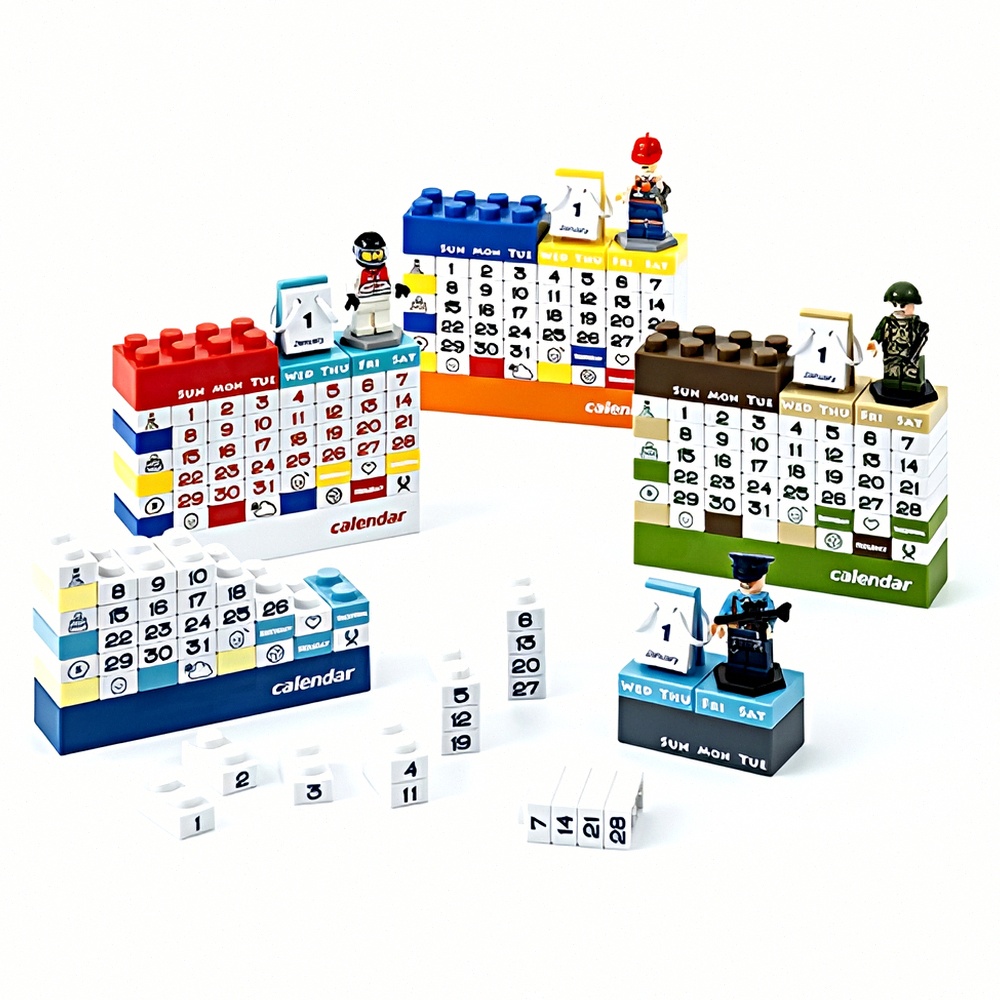 1
January
SUN MON TUE WED THU FRI SAT
1 2 3 4 5 6 7
8 9 10 11 12 13 14
15 16 17 18 19 20 21
22 23 24 25 26 27
29 30 31
1
January
SUN MON TUE WED THU FRI SAT
1 2 3 4 5 6 7
8 9 10 11 12 13 14
15 16 17 18 19 20 21
22 23 24 25 26 27 28
29 30 31
calendar
1
January
SUN MON TUE WED THU FRI SAT
1 2 3 4 5 6 7
8 9 10 11 12 13 14
15 16 17 18 19 20 21
22 23 24 25 26 27 28
29 30 31
calendar
8 9 10
15 16 17 18
22 23 24 25 26
29 30 31
calendar
6
13
20
27
5
12
19
4
11
2
3
1
7 14 21 28
1
January
WED THU FRI SAT
SUN MON TUE